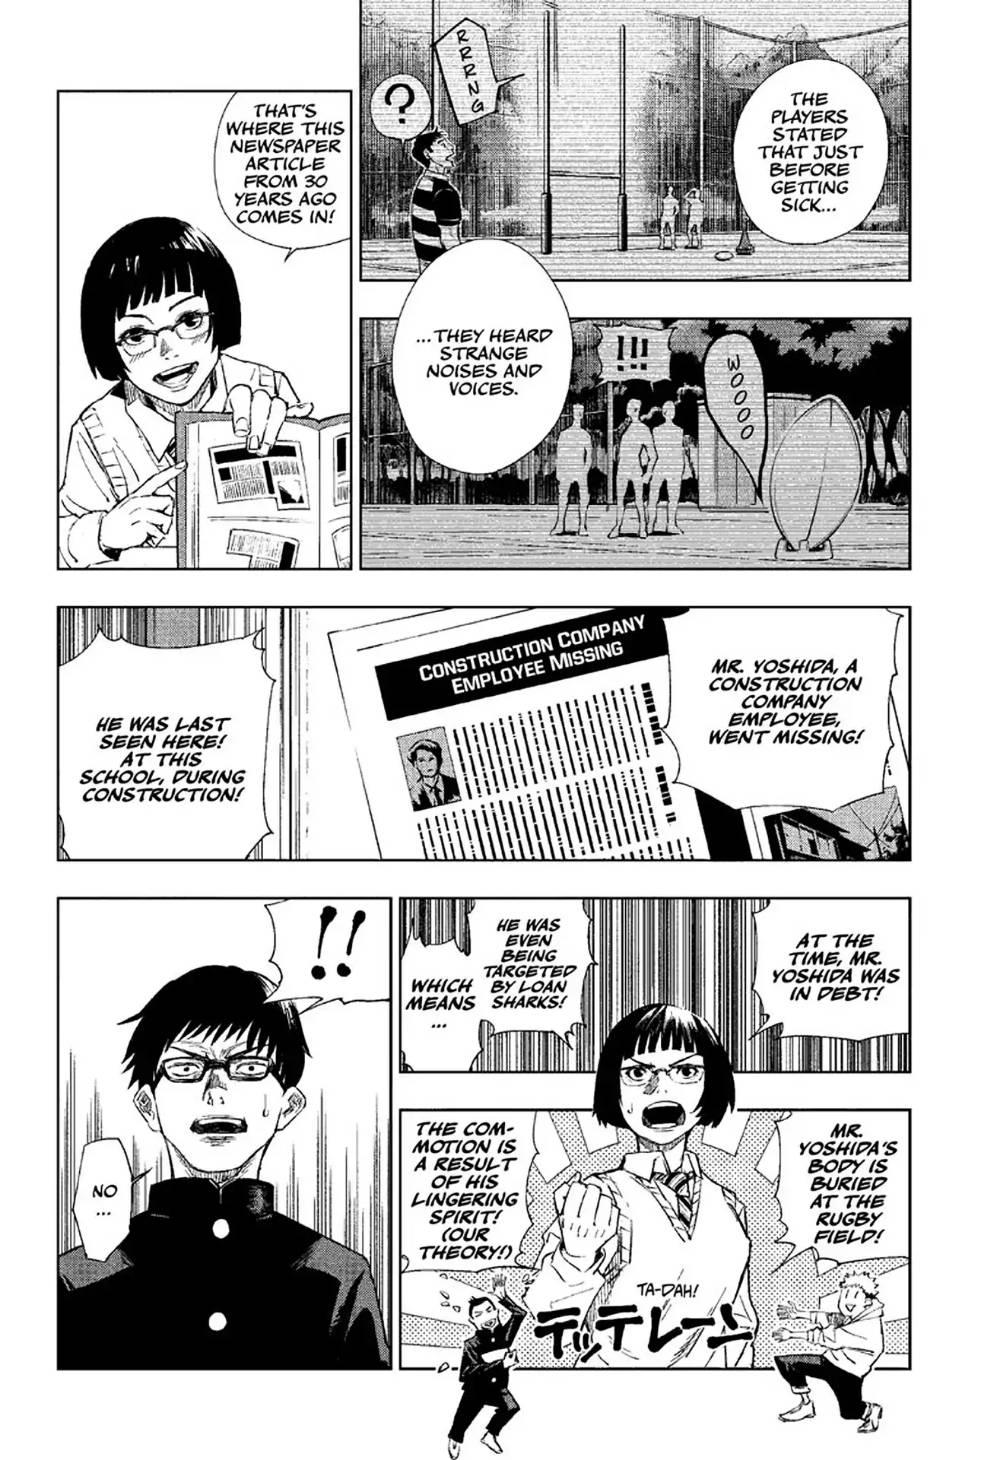 THE
PLAYERS
STATED
THAT JUST
BEFORE
GETTING
SICK...
RRRNG
?
...THEY HEARD
STRANGE
NOISES AND
VOICES.
!!!
WOOOO
THAT'S
WHERE THIS
NEWSPAPER
ARTICLE
FROM 30
YEARS AGO
COMES IN!
MR. YOSHIDA, A
CONSTRUCTION
COMPANY
EMPLOYEE,
WENT MISSING!
CONSTRUCTION COMPANY
EMPLOYEE MISSING
HE WAS LAST
SEEN HERE!
AT THIS
SCHOOL, DURING
CONSTRUCTION!
AT THE
TIME, MR.
YOSHIDA WAS
IN DEBT!
HE WAS
EVEN
BEING
TARGETED
BY LOAN
SHARKS!
WHICH
MEANS
...
MR.
YOSHIDA'S
BODY IS
BURIED
AT THE
RUGBY
FIELD!
THE COM-
MOTION IS
A RESULT
OF HIS
LINGERING
SPIRIT!
(OUR
THEORY!)
TA-DAH!
デッテレーン
!!
NO
...